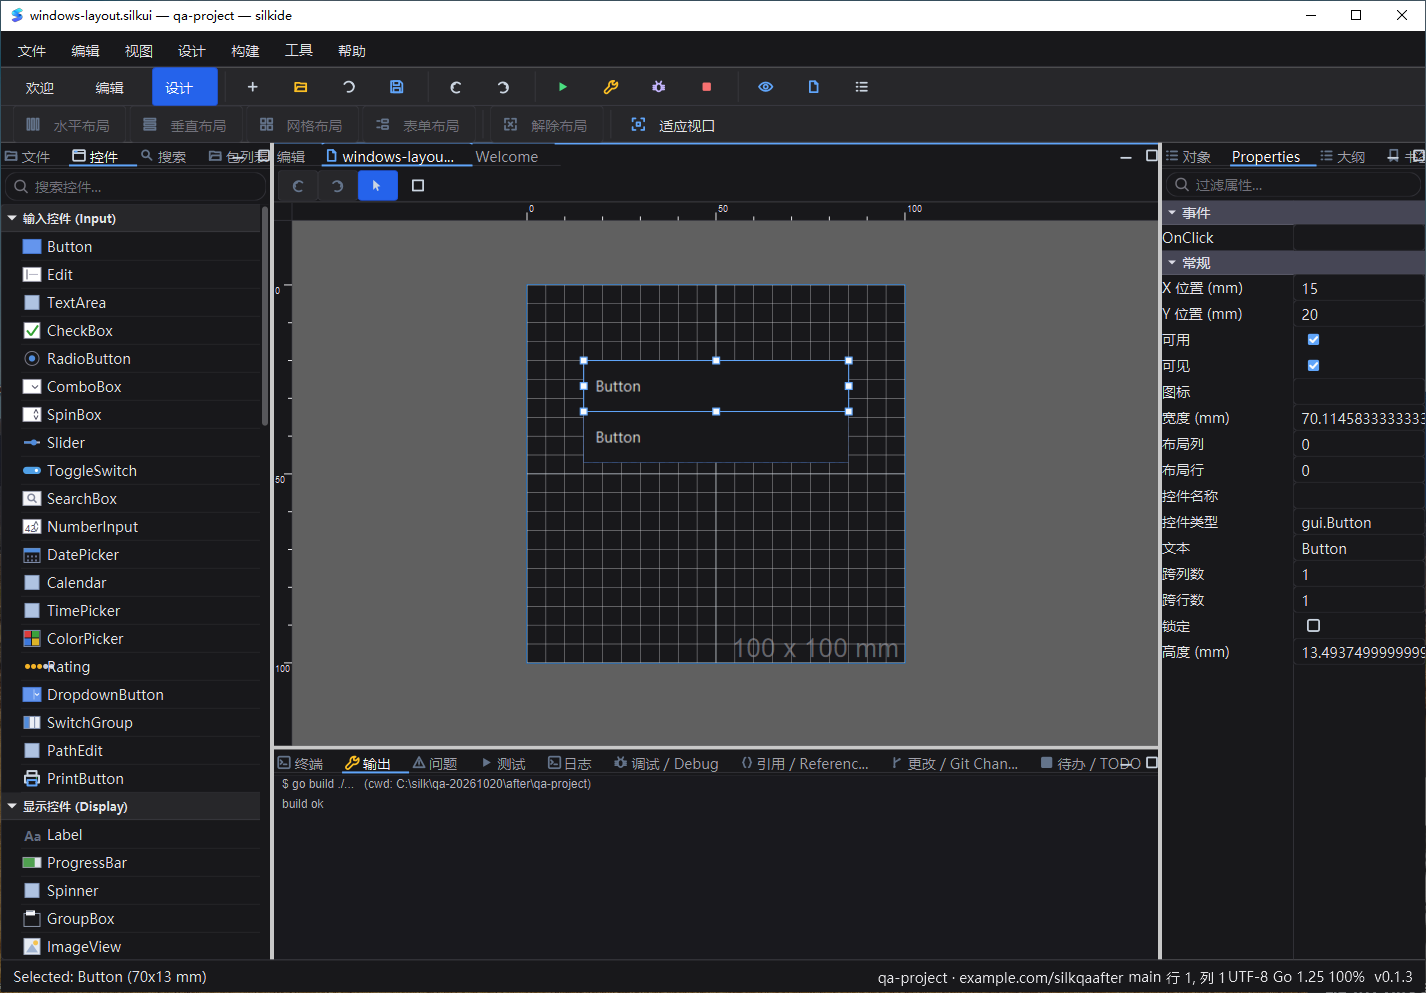 windows-layout.silkui — qa-project — silkide
文件 编辑 视图 设计 构建 工具 帮助
欢迎 编辑 设计
水平布局 垂直布局 网格布局 表单布局 解除布局 适应视口
文件 控件 搜索 包列表
编辑 windows-layou... Welcome
对象 Properties 大纲
搜索控件...
过滤属性...
输入控件 (Input)
Button
Edit
TextArea
CheckBox
RadioButton
ComboBox
SpinBox
Slider
ToggleSwitch
SearchBox
NumberInput
DatePicker
Calendar
TimePicker
ColorPicker
Rating
DropdownButton
SwitchGroup
PathEdit
PrintButton
显示控件 (Display)
Aa Label
ProgressBar
Spinner
GroupBox
ImageView
0 50 100
0
50
100
Button
Button
100 x 100 mm
事件
OnClick
常规
X 位置 (mm) 15
Y 位置 (mm) 20
可用
可见
图标
宽度 (mm) 70.1145833333333
布局列 0
布局行 0
控件名称
控件类型 gui.Button
文本 Button
跨列数 1
跨行数 1
锁定
高度 (mm) 13.4937499999999
终端 输出 问题 测试 日志 调试 / Debug 引用 / Referenc... 更改 / Git Chan... 待办 / TODO
$ go build ./... (cwd: C:\silk\qa-20261020\after\qa-project)
build ok
Selected: Button (70x13 mm)
qa-project · example.com/silkqaafter main 行 1, 列 1 UTF-8 Go 1.25 100% v0.1.3